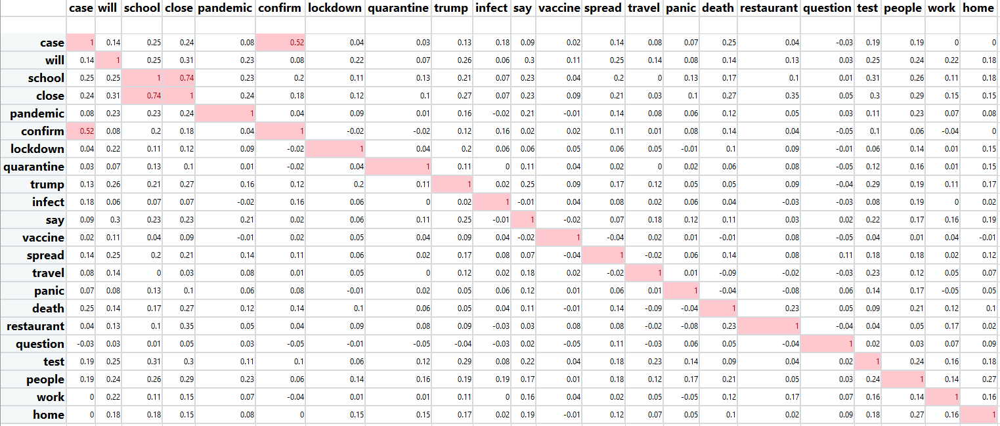 case will school close pandemic confirm lockdown quarantine trump infect say vaccine spread travel panic death restaurant question test people work home
case 1 0.14 0.25 0.24 0.08 0.52 0.04 0.03 0.13 0.18 0.09 0.02 0.14 0.08 0.07 0.25 0.04 -0.03 0.19 0.19 0 0
will 0.14 1 0.25 0.31 0.23 0.08 0.22 0.07 0.26 0.06 0.3 0.11 0.25 0.14 0.08 0.14 0.13 0.03 0.25 0.24 0.22 0.18
school 0.25 0.25 1 0.74 0.23 0.2 0.11 0.13 0.21 0.07 0.23 0.04 0.2 0 0.13 0.17 0.1 0.01 0.31 0.26 0.11 0.18
close 0.24 0.31 0.74 1 0.24 0.18 0.12 0.1 0.27 0.07 0.23 0.09 0.21 0.03 0.1 0.27 0.35 0.05 0.3 0.29 0.15 0.15
pandemic 0.08 0.23 0.23 0.24 1 0.04 0.09 0.01 0.16 -0.02 0.21 -0.01 0.14 0.08 0.06 0.12 0.05 0.03 0.11 0.23 0.07 0.08
confirm 0.52 0.08 0.2 0.18 0.04 1 -0.02 -0.02 0.12 0.16 0.02 0.02 0.11 0.01 0.08 0.14 0.04 -0.05 0.1 0.06 -0.04 0
lockdown 0.04 0.22 0.11 0.12 0.09 -0.02 1 0.04 0.2 0.06 0.06 0.05 0.06 0.05 -0.01 0.1 0.09 -0.01 0.06 0.14 0.01 0.15
quarantine 0.03 0.07 0.13 0.1 0.01 -0.02 0.04 1 0.11 0 0.11 0.04 0.02 0 0.02 0.06 0.08 -0.05 0.12 0.16 0.01 0.15
trump 0.13 0.26 0.21 0.27 0.16 0.12 0.2 0.11 1 0.02 0.25 0.09 0.17 0.12 0.05 0.05 0.09 -0.04 0.29 0.19 0.11 0.17
infect 0.18 0.06 0.07 0.07 -0.02 0.16 0.06 0 0.02 1 -0.01 0.04 0.08 0.02 0.06 0.04 -0.03 -0.03 0.08 0.19 0 0.02
say 0.09 0.3 0.23 0.23 0.21 0.02 0.06 0.11 0.25 -0.01 1 -0.02 0.07 0.18 0.12 0.11 0.03 0.02 0.22 0.17 0.16 0.19
vaccine 0.02 0.11 0.04 0.09 -0.01 0.02 0.05 0.04 0.09 0.04 -0.02 1 -0.04 0.02 0.01 -0.01 0.08 -0.05 0.04 0.01 0.04 -0.01
spread 0.14 0.25 0.2 0.21 0.14 0.11 0.06 0.02 0.17 0.08 0.07 -0.04 1 -0.02 0.06 0.14 0.08 0.11 0.18 0.18 0.02 0.12
travel 0.08 0.14 0 0.03 0.08 0.01 0.05 0 0.12 0.02 0.18 0.02 -0.02 1 0.01 -0.09 -0.02 -0.03 0.23 0.12 0.05 0.07
panic 0.07 0.08 0.13 0.1 0.06 0.08 -0.01 0.02 0.05 0.06 0.12 0.01 0.06 0.01 1 -0.04 -0.08 0.06 0.14 0.17 -0.05 0.05
death 0.25 0.14 0.17 0.27 0.12 0.14 0.1 0.06 0.05 0.04 0.11 -0.01 0.14 -0.09 -0.04 1 0.23 0.05 0.09 0.21 0.12 0.1
restaurant 0.04 0.13 0.1 0.35 0.05 0.04 0.09 0.08 0.09 -0.03 0.03 0.08 0.08 -0.02 -0.08 0.23 1 -0.04 0.04 0.05 0.17 0.02
question -0.03 0.03 0.01 0.05 0.03 -0.05 -0.01 -0.05 -0.04 -0.03 0.02 -0.05 0.11 -0.03 0.06 0.05 -0.04 1 0.02 0.03 0.07 0.09
test 0.19 0.25 0.31 0.3 0.11 0.1 0.06 0.12 0.29 0.08 0.22 0.04 0.18 0.23 0.14 0.09 0.04 0.02 1 0.24 0.16 0.18
people 0.19 0.24 0.26 0.29 0.23 0.06 0.14 0.16 0.19 0.19 0.17 0.01 0.18 0.12 0.17 0.21 0.05 0.03 0.24 1 0.14 0.27
work 0 0.22 0.11 0.15 0.07 -0.04 0.01 0.01 0.11 0 0.16 0.04 0.02 0.05 -0.05 0.12 0.17 0.07 0.16 0.14 1 0.16
home 0 0.18 0.18 0.15 0.08 0 0.15 0.15 0.17 0.02 0.19 -0.01 0.12 0.07 0.05 0.1 0.02 0.09 0.18 0.27 0.16 1